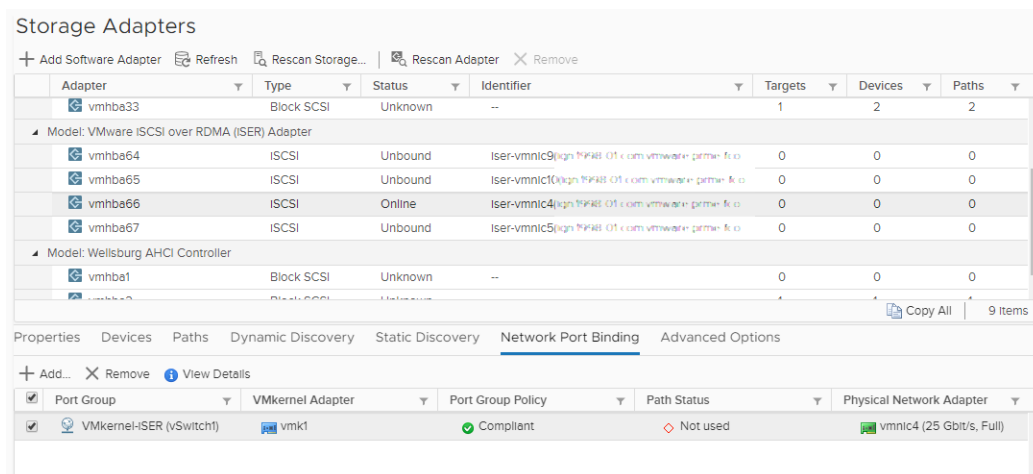 Storage Adapters
Add Software Adapter Refresh Rescan Storage... Rescan Adapter Remove
Adapter Type Status Identifier Targets Devices Paths
vmhba33 Block SCSI Unknown -- 1 2 2
Model: VMware iSCSI over RDMA (iSER) Adapter
vmhba64 iSCSI Unbound iser-vmnic9 0 0 0
vmhba65 iSCSI Unbound iser-vmnic10 0 0 0
vmhba66 iSCSI Online iser-vmnic4 0 0 0
vmhba67 iSCSI Unbound iser-vmnic5 0 0 0
Model: Wellsburg AHCI Controller
vmhba1 Block SCSI Unknown -- 0 0 0
Copy All 9 items
Properties Devices Paths Dynamic Discovery Static Discovery Network Port Binding Advanced Options
Add... Remove View Details
Port Group VMkernel Adapter Port Group Policy Path Status Physical Network Adapter
VMkernel-iSER (vSwitch1) vmk1 Compliant Not used vmnic4 (25 Gbit/s, Full)